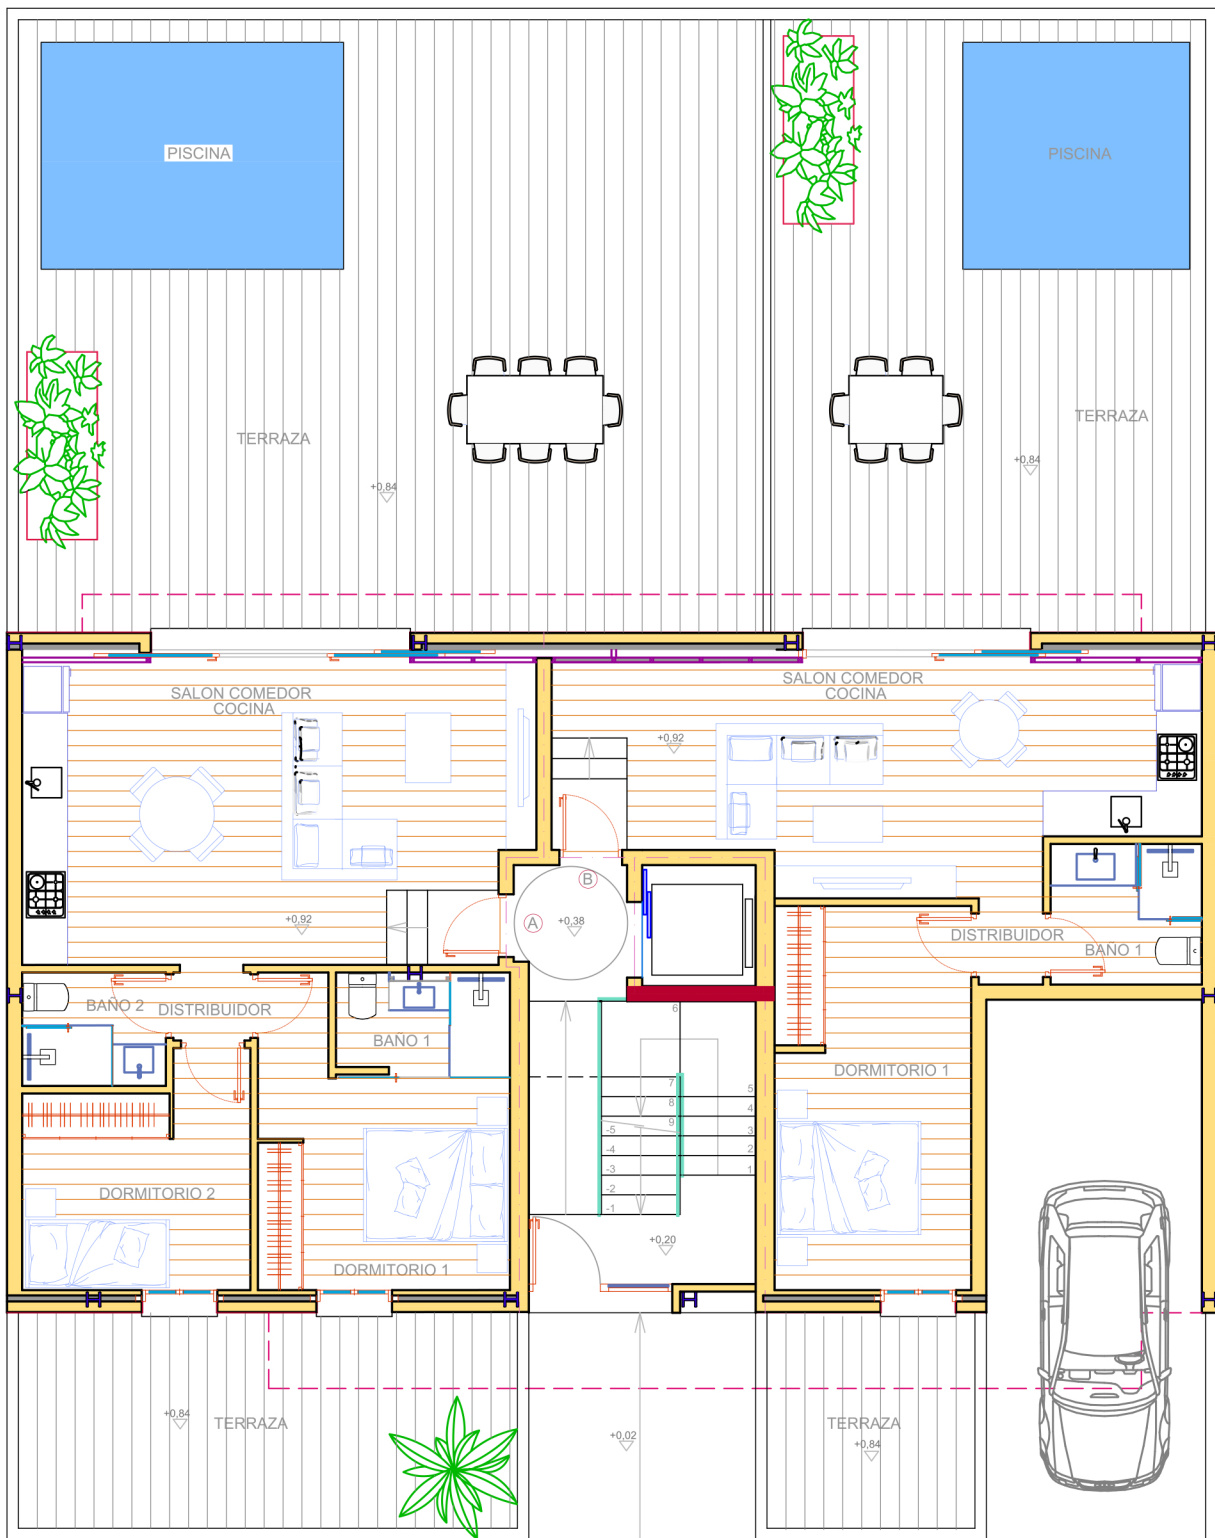 PISCINA
PISCINA
TERRAZA
TERRAZA
+0,84
+0,84
SALON COMEDOR
COCINA
SALON COMEDOR
COCINA
+0,92
B
A
+0,38
+0,92
DISTRIBUIDOR
BAÑO 1
BAÑO 2
DISTRIBUIDOR
BAÑO 1
6
DORMITORIO 1
7
5
8
4
9
-5
3
-4
2
-3
1
-2
-1
DORMITORIO 2
+0,20
DORMITORIO 1
+0,84
TERRAZA
+0,02
TERRAZA
+0,84